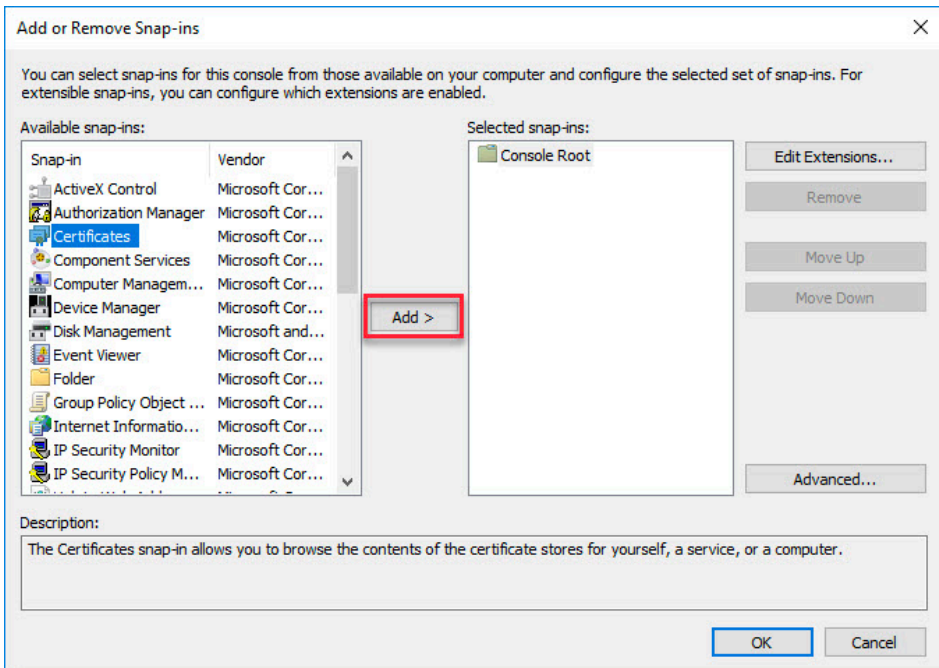 Add or Remove Snap-ins
You can select snap-ins for this console from those available on your computer and configure the selected set of snap-ins. For
extensible snap-ins, you can configure which extensions are enabled.
Available snap-ins:
Snap-in Vendor
ActiveX Control Microsoft Cor...
Authorization Manager Microsoft Cor...
Certificates Microsoft Cor...
Component Services Microsoft Cor...
Computer Managem... Microsoft Cor...
Device Manager Microsoft Cor...
Disk Management Microsoft and...
Event Viewer Microsoft Cor...
Folder Microsoft Cor...
Group Policy Object ... Microsoft Cor...
Internet Informatio... Microsoft Cor...
IP Security Monitor Microsoft Cor...
IP Security Policy M... Microsoft Cor...
Add >
Selected snap-ins:
Console Root
Edit Extensions...
Remove
Move Up
Move Down
Advanced...
Description:
The Certificates snap-in allows you to browse the contents of the certificate stores for yourself, a service, or a computer.
OK
Cancel